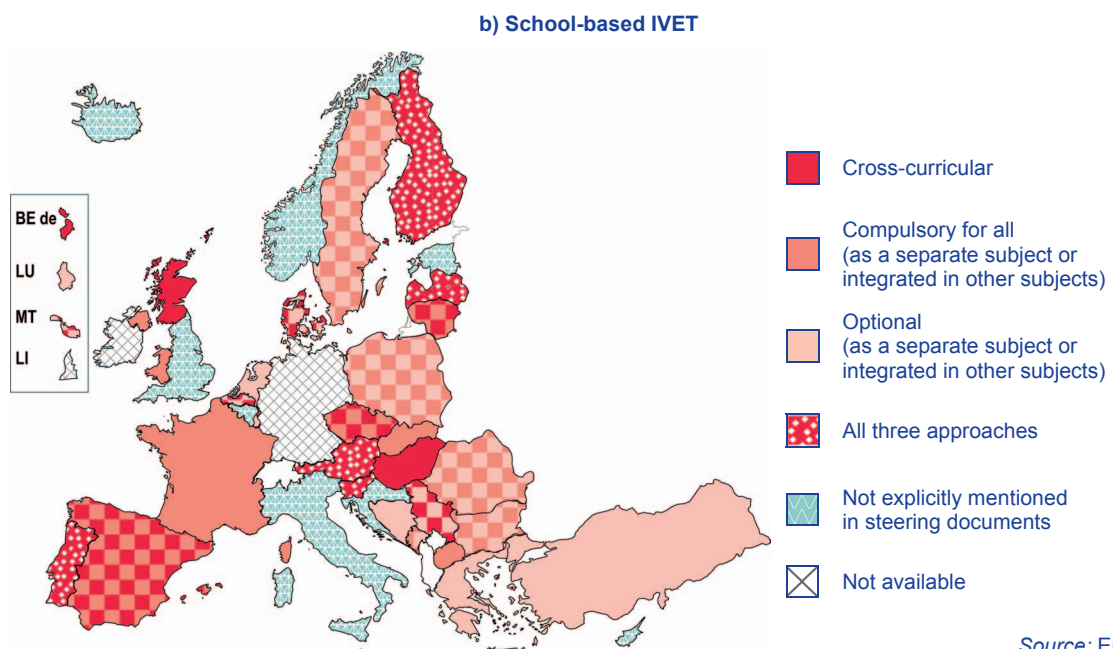 b) School-based IVET
BE de
LU
MT
LI
Cross-curricular
Compulsory for all
(as a separate subject or
integrated in other subjects)
Optional
(as a separate subject or
integrated in other subjects)
All three approaches
Not explicitly mentioned
in steering documents
Not available
Source: